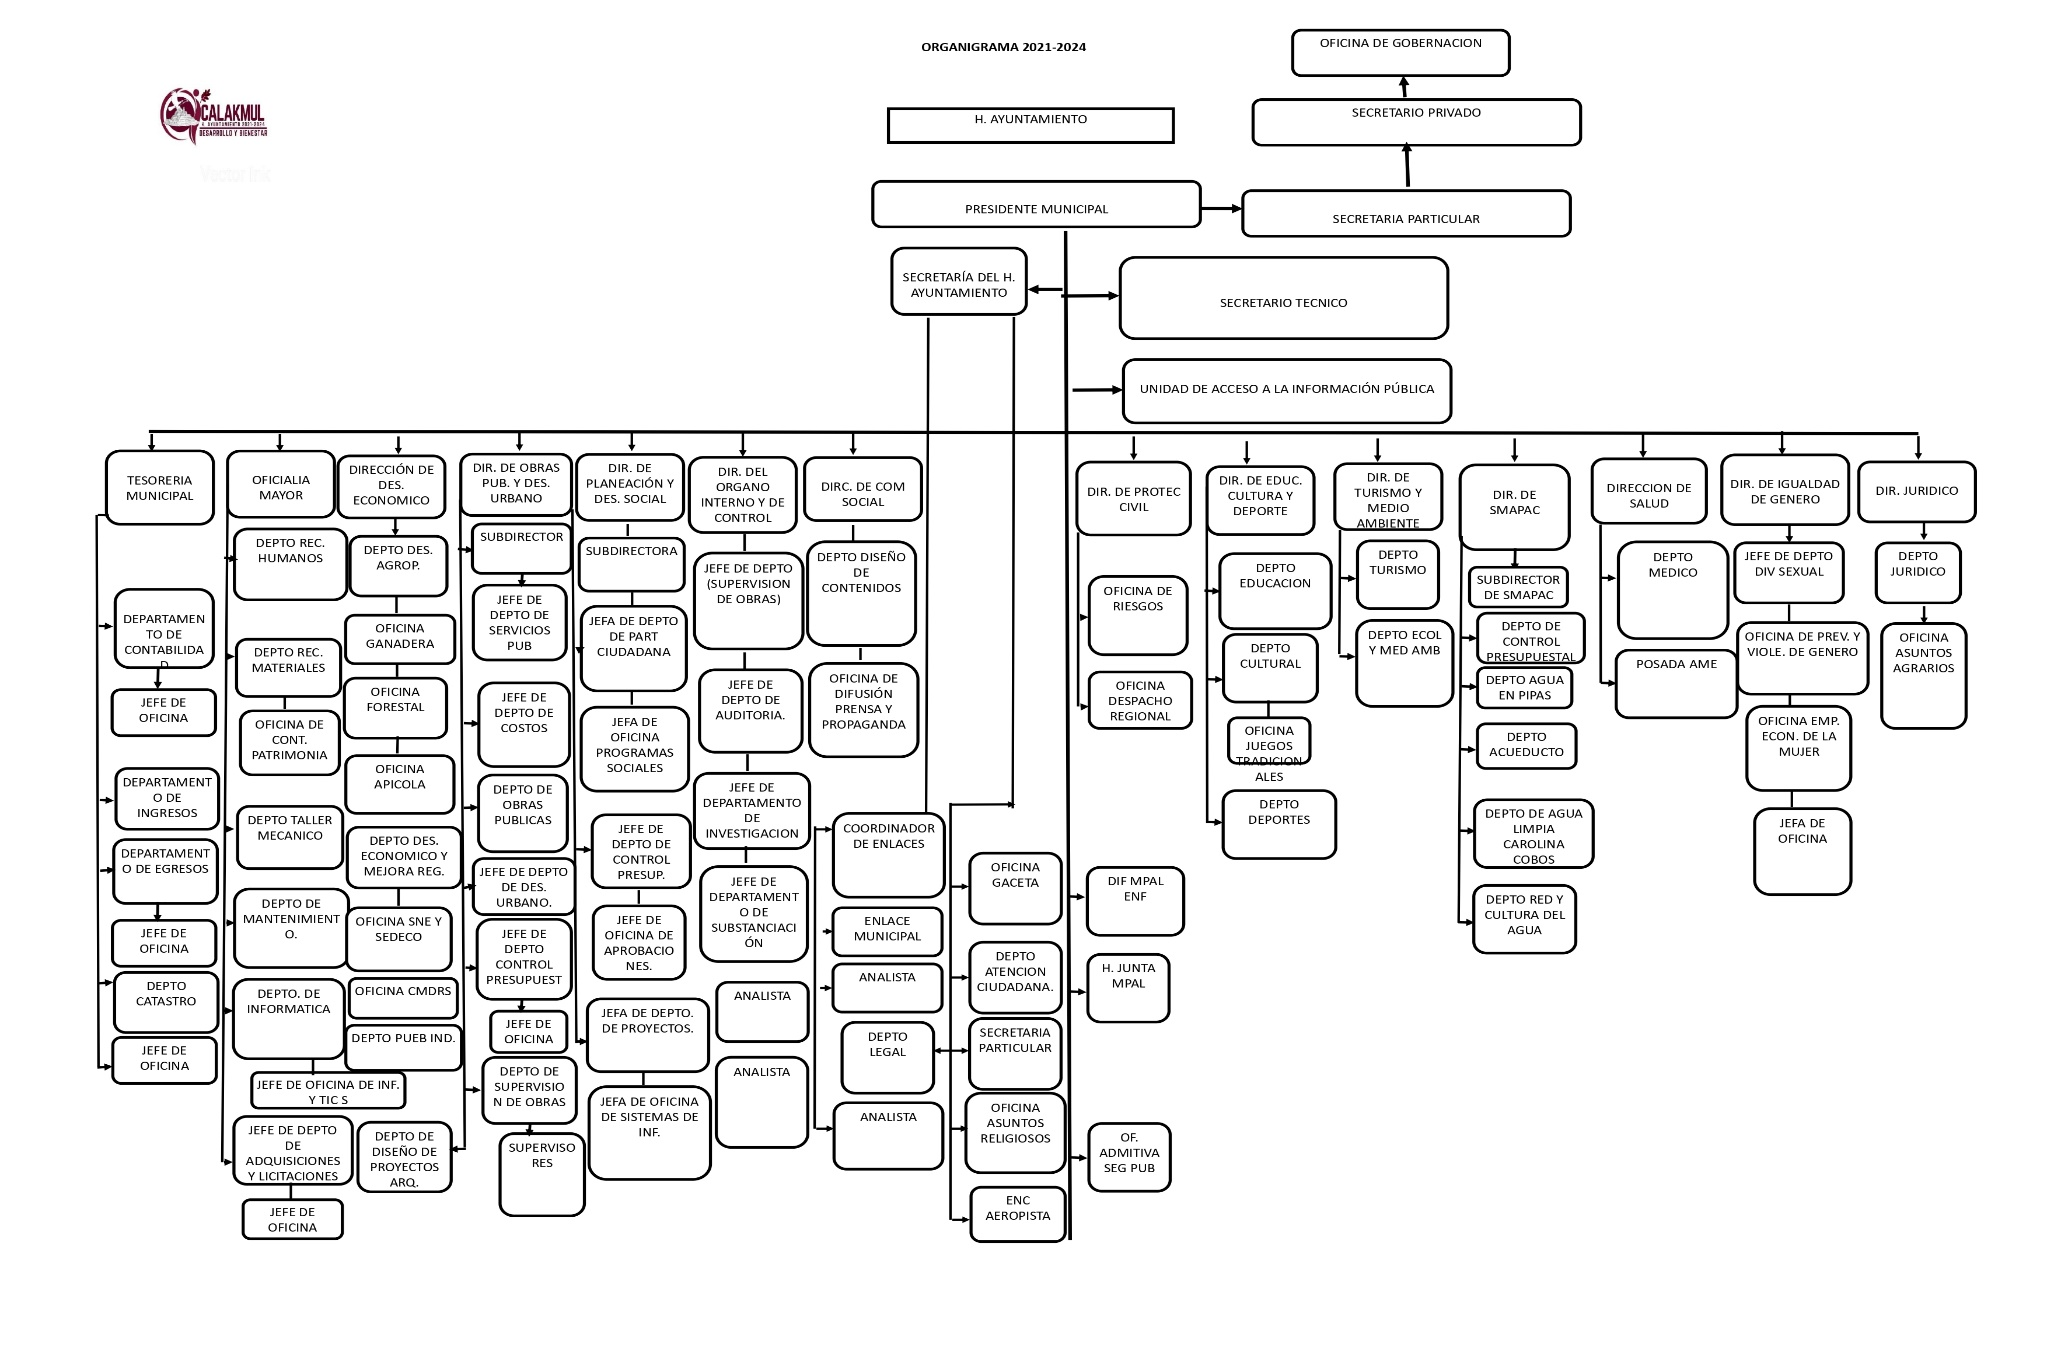 ORGANIGRAMA 2021-2024
OFICINA DE GOBERNACION
CALAKMUL
H. AYUNTAMIENTO 2021-2024
DESARROLLO Y BIENESTAR
H. AYUNTAMIENTO
SECRETARIO PRIVADO
PRESIDENTE MUNICIPAL
SECRETARIA PARTICULAR
SECRETARÍA DEL H.
AYUNTAMIENTO
SECRETARIO TECNICO
UNIDAD DE ACCESO A LA INFORMACIÓN PÚBLICA
TESORERIA
MUNICIPAL
DEPARTAMEN
TO DE
CONTABILIDA
D
JEFE DE
OFICINA
DEPARTAMENT
O DE
INGRESOS
DEPARTAMENT
O DE EGRESOS
JEFE DE
OFICINA
DEPTO
CATASTRO
JEFE DE
OFICINA
OFICIALIA
MAYOR
DEPTO REC.
HUMANOS
DEPTO REC.
MATERIALES
OFICINA DE
CONT.
PATRIMONIA
DEPTO TALLER
MECANICO
DEPTO DE
MANTENIMIENT
O.
DEPTO. DE
INFORMATICA
JEFE DE OFICINA DE INF.
Y TIC S
JEFE DE DEPTO
DE
ADQUISICIONES
Y LICITACIONES
JEFE DE
OFICINA
DIRECCIÓN DE
DES.
ECONOMICO
DEPTO DES.
AGROP.
OFICINA
GANADERA
OFICINA
FORESTAL
OFICINA
APICOLA
DEPTO DES.
ECONOMICO Y
MEJORA REG.
OFICINA SNE Y
SEDECO
OFICINA CMDRS
DEPTO PUEB IND.
DEPTO DE
DISEÑO DE
PROYECTOS
ARQ.
DIR. DE OBRAS
PUB. Y DES.
URBANO
SUBDIRECTOR
JEFE DE
DEPTO DE
SERVICIOS
PUB
JEFE DE
DEPTO DE
COSTOS
DEPTO DE
OBRAS
PUBLICAS
JEFE DE DEPTO
DE DES.
URBANO.
JEFE DE
DEPTO
CONTROL
PRESUPUEST
JEFE DE
OFICINA
DEPTO DE
SUPERVISIO
N DE OBRAS
SUPERVISO
RES
DIR. DE
PLANEACIÓN Y
DES. SOCIAL
SUBDIRECTORA
JEFA DE DEPTO
DE PART
CIUDADANA
JEFA DE
OFICINA
PROGRAMAS
SOCIALES
JEFE DE
DEPTO DE
CONTROL
PRESUP.
JEFE DE
OFICINA DE
APROBACIO
NES.
JEFA DE DEPTO.
DE PROYECTOS.
JEFA DE OFICINA
DE SISTEMAS DE
INF.
DIR. DEL
ORGANO
INTERNO Y DE
CONTROL
JEFE DE DEPTO
(SUPERVISION
DE OBRAS)
JEFE DE
DEPTO DE
AUDITORIA.
JEFE DE
DEPARTAMENTO
DE
INVESTIGACION
JEFE DE
DEPARTAMENT
O DE
SUBSTANCIACI
ÓN
ANALISTA
ANALISTA
DIRC. DE COM
SOCIAL
DEPTO DISEÑO
DE
CONTENIDOS
OFICINA DE
DIFUSIÓN
PRENSA Y
PROPAGANDA
COORDINADOR
DE ENLACES
ENLACE
MUNICIPAL
ANALISTA
DEPTO
LEGAL
ANALISTA
OFICINA
GACETA
DEPTO
ATENCION
CIUDADANA.
SECRETARIA
PARTICULAR
OFICINA
ASUNTOS
RELIGIOSOS
ENC
AEROPISTA
DIR. DE PROTEC
CIVIL
OFICINA DE
RIESGOS
OFICINA
DESPACHO
REGIONAL
DIF MPAL
ENF
H. JUNTA
MPAL
OF.
ADMITIVA
SEG PUB
DIR. DE EDUC.
CULTURA Y
DEPORTE
DEPTO
EDUCACION
DEPTO
CULTURAL
OFICINA
JUEGOS
TRADICION
ALES
DEPTO
DEPORTES
DIR. DE
TURISMO Y
MEDIO
AMBIENTE
DEPTO
TURISMO
DEPTO ECOL
Y MED AMB
DIR. DE
SMAPAC
SUBDIRECTOR
DE SMAPAC
DEPTO DE
CONTROL
PRESUPUESTAL
DEPTO AGUA
EN PIPAS
DEPTO
ACUEDUCTO
DEPTO DE AGUA
LIMPIA
CAROLINA
COBOS
DEPTO RED Y
CULTURA DEL
AGUA
DIRECCION DE
SALUD
DEPTO
MEDICO
POSADA AME
DIR. DE IGUALDAD
DE GENERO
JEFE DE DEPTO
DIV SEXUAL
OFICINA DE PREV. Y
VIOLE. DE GENERO
OFICINA EMP.
ECON. DE LA
MUJER
JEFA DE
OFICINA
DIR. JURIDICO
DEPTO
JURIDICO
OFICINA
ASUNTOS
AGRARIOS